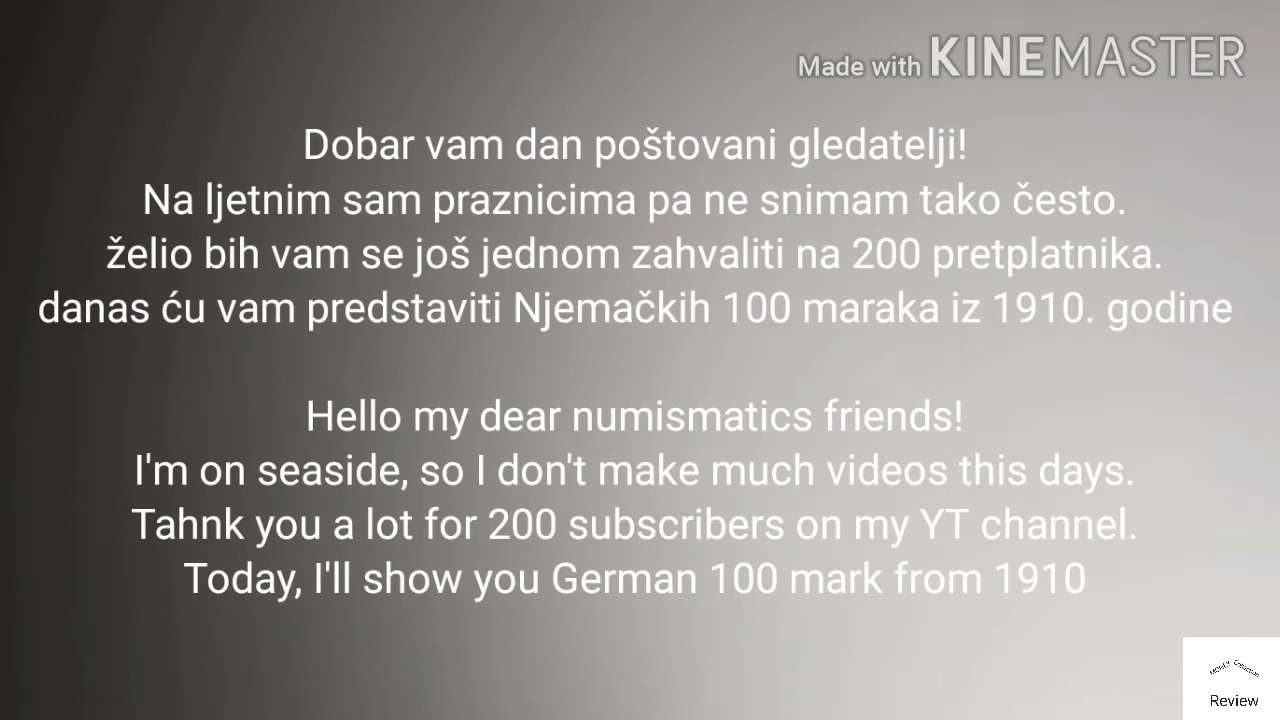 Made with KINEMASTER
Dobar vam dan poštovani gledatelji!
Na ljetnim sam praznicima pa ne snimam tako često.
želio bih vam se još jednom zahvaliti na 200 pretplatnika.
danas ću vam predstaviti Njemačkih 100 maraka iz 1910. godine
Hello my dear numismatics friends!
I'm on seaside, so I don't make much videos this days.
Tahnk you a lot for 200 subscribers on my YT channel.
Today, I'll show you German 100 mark from 1910
Review